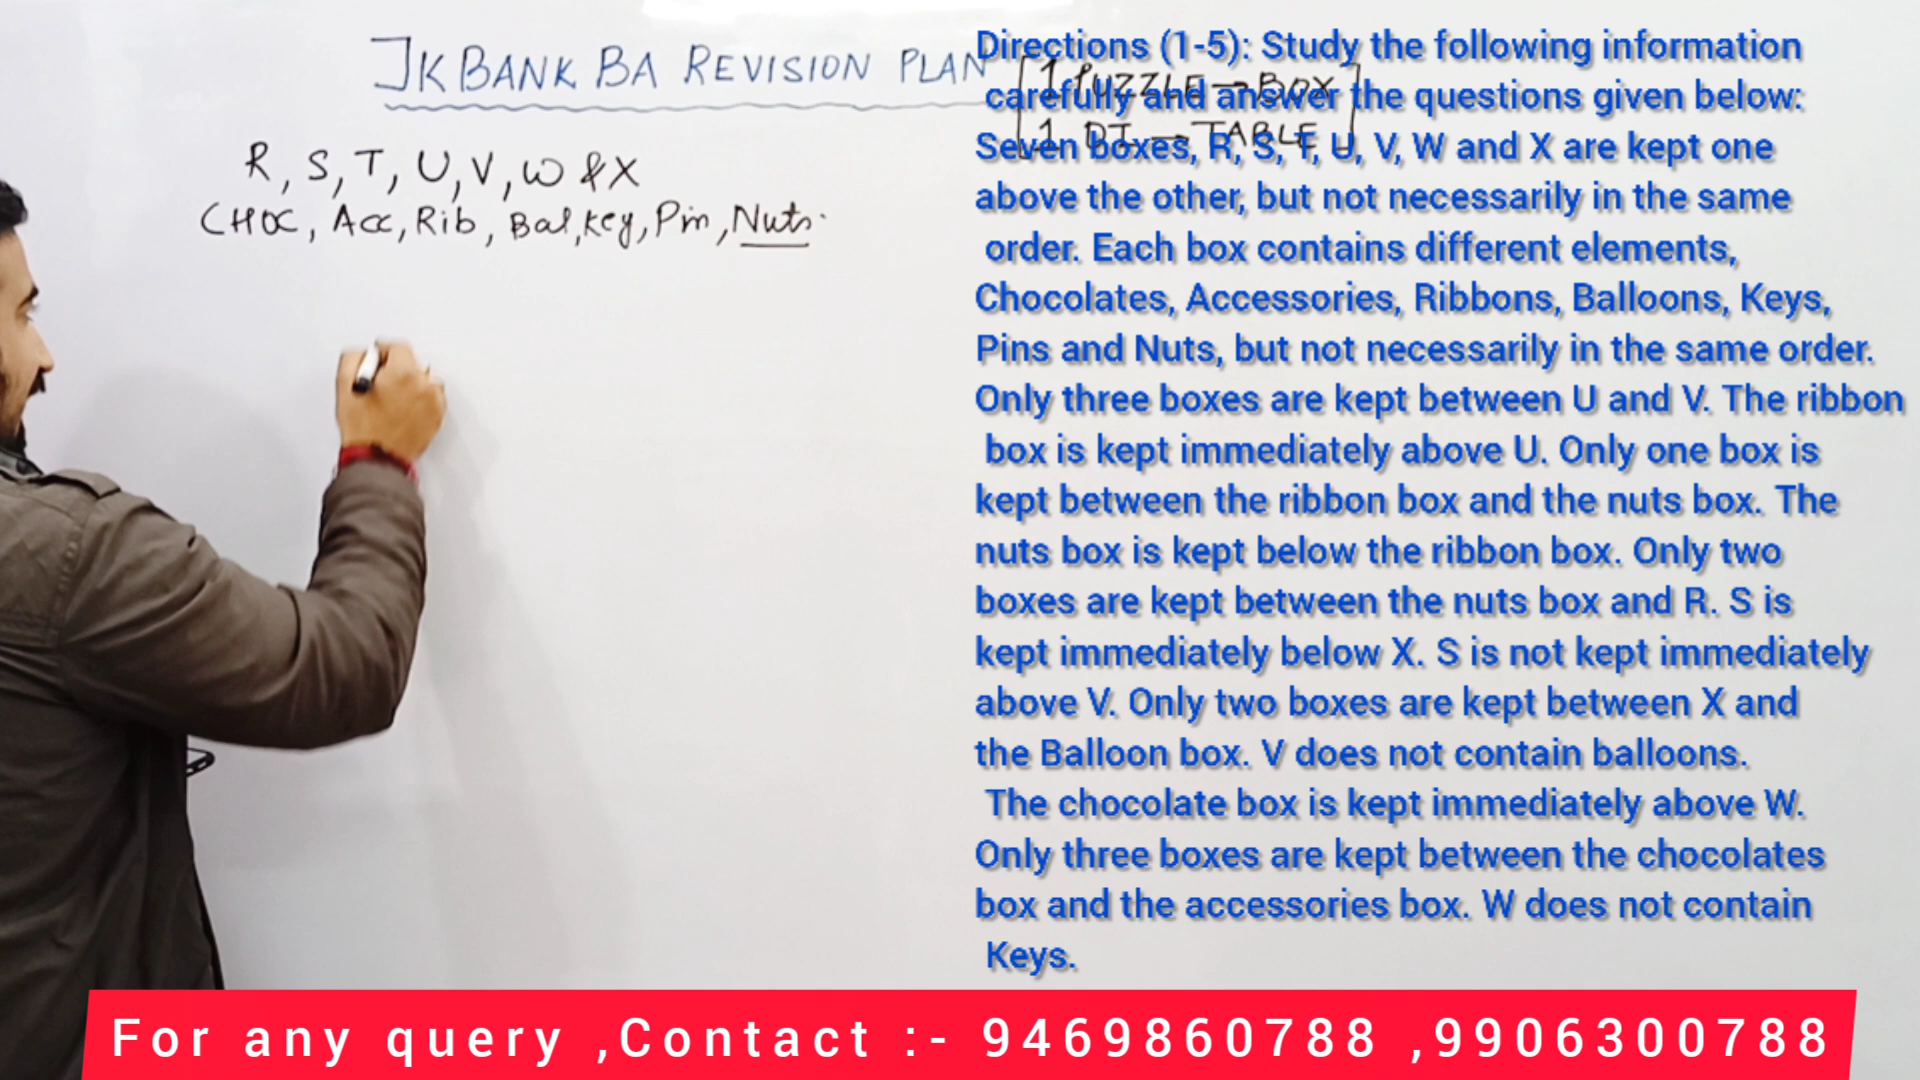 JK BANK BA REVISION PLAN
[1 PUZZLE → BOX
1 DI → TABLE]
R, S, T, U, V, W & X
CHOC, Acc, Rib, Bal, Key, Pin, Nuts.
Directions (1-5): Study the following information
carefully and answer the questions given below:
Seven boxes, R, S, T, U, V, W and X are kept one
above the other, but not necessarily in the same
order. Each box contains different elements,
Chocolates, Accessories, Ribbons, Balloons, Keys,
Pins and Nuts, but not necessarily in the same order.
Only three boxes are kept between U and V. The ribbon
box is kept immediately above U. Only one box is
kept between the ribbon box and the nuts box. The
nuts box is kept below the ribbon box. Only two
boxes are kept between the nuts box and R. S is
kept immediately below X. S is not kept immediately
above V. Only two boxes are kept between X and
the Balloon box. V does not contain balloons.
The chocolate box is kept immediately above W.
Only three boxes are kept between the chocolates
box and the accessories box. W does not contain
Keys.
For any query ,Contact :- 9469860788 ,9906300788